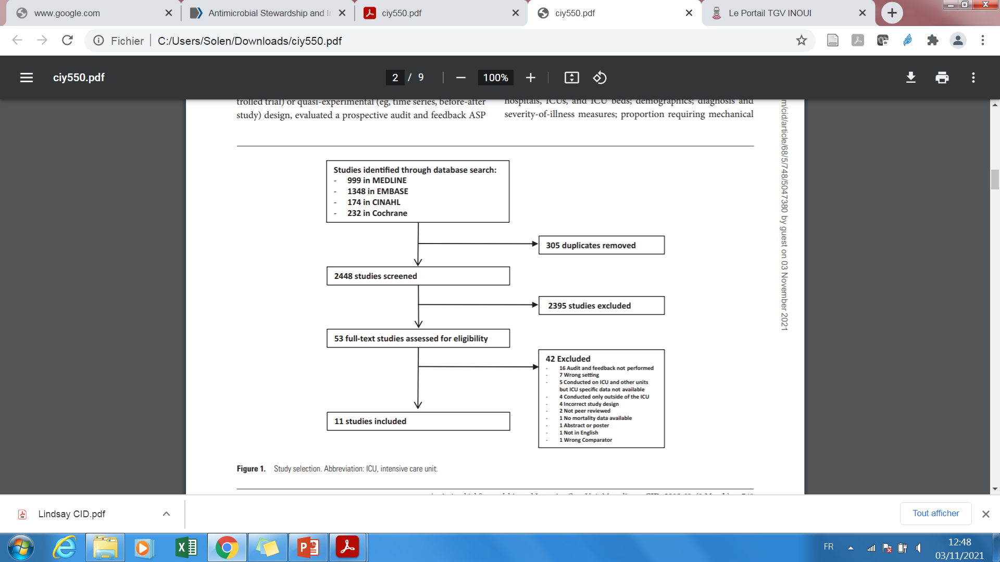 www.google.com
Antimicrobial Stewardship and In
ciy550.pdf
ciy550.pdf
Le Portail TGV INOUI
Fichier
C:/Users/Solen/Downloads/ciy550.pdf
ciy550.pdf
2 / 9
100%
trolled trial) or quasi-experimental (eg, time series, before-after
study) design, evaluated a prospective audit and feedback ASP
hospitals, ICUs, and ICU beds; demographics; diagnosis and
severity-of-illness measures; proportion requiring mechanical
m/cid/article/68/5/748/5047380 by guest on 03 November 2021
Studies identified through database search:
- 999 in MEDLINE
- 1348 in EMBASE
- 174 in CINAHL
- 232 in Cochrane
305 duplicates removed
2448 studies screened
2395 studies excluded
53 full-text studies assessed for eligibility
42 Excluded
- 16 Audit and feedback not performed
- 7 Wrong setting
- 5 Conducted on ICU and other units
but ICU specific data not available
- 4 Conducted only outside of the ICU
- 4 Incorrect study design
- 2 Not peer reviewed
- 1 No mortality data available
- 1 Abstract or poster
- 1 Not in English
- 1 Wrong Comparator
11 studies included
Figure 1. Study selection. Abbreviation: ICU, intensive care unit.
Lindsay CID.pdf
Tout afficher
FR
12:48
03/11/2021